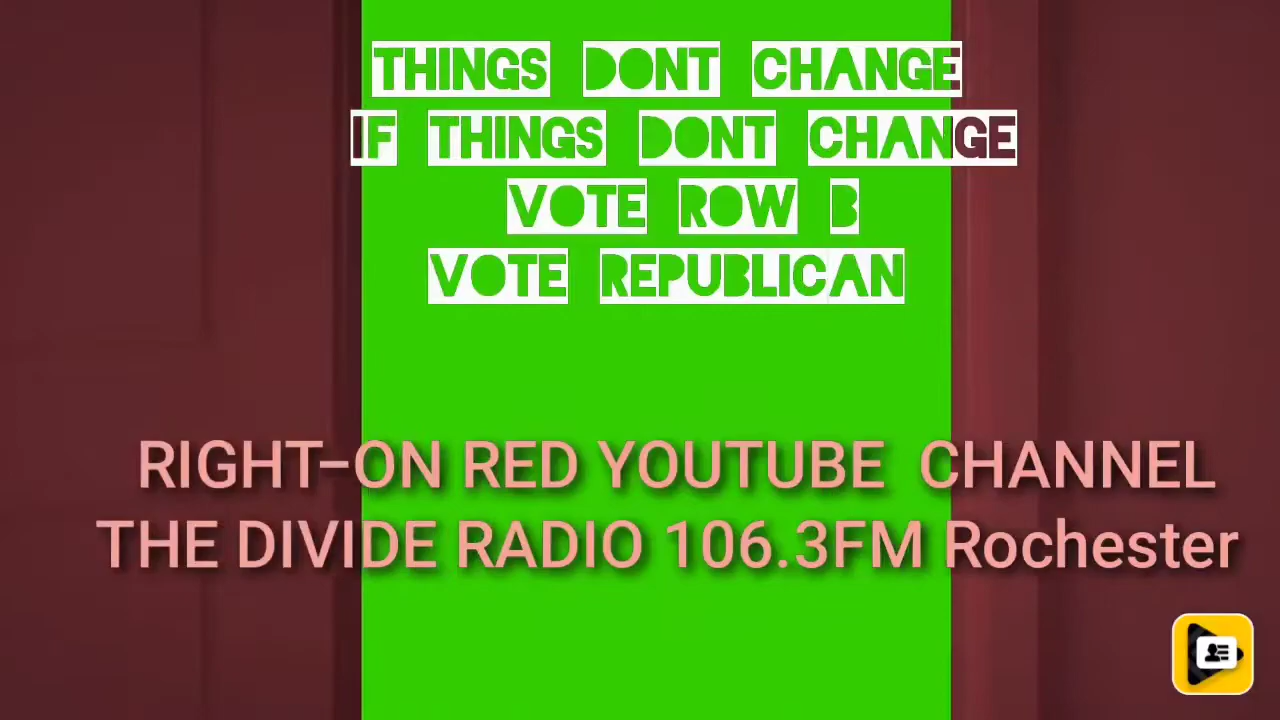 THINGS DONT CHANGE
IF THINGS DONT CHANGE
VOTE ROW B
VOTE REPUBLICAN
RIGHT-ON RED YOUTUBE CHANNEL
THE DIVIDE RADIO 106.3FM Rochester